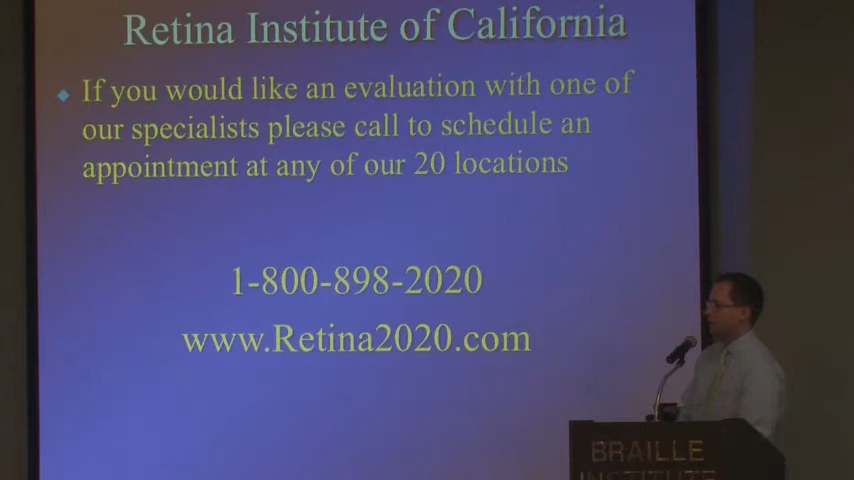 Retina Institute of California
If you would like an evaluation with one of
our specialists please call to schedule an
appointment at any of our 20 locations
1-800-898-2020
www.Retina2020.com
BRAILLE
INSTITUTE